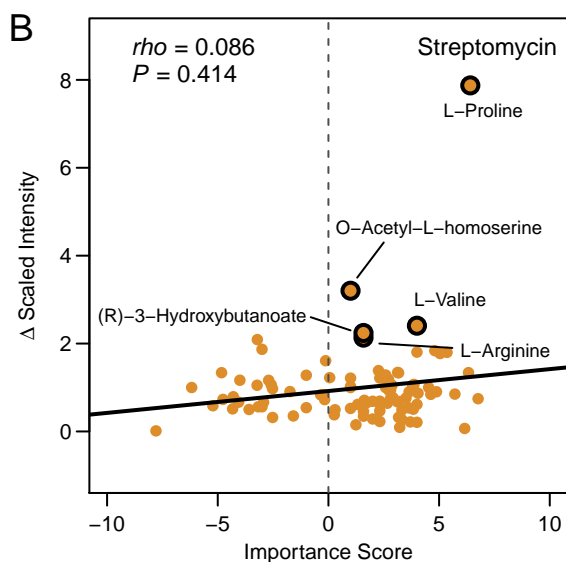 B
rho = 0.086
P = 0.414
Streptomycin
L−Proline
O−Acetyl−L−homoserine
(R)−3−Hydroxybutanoate
L−Valine
L−Arginine
Δ Scaled Intensity
8
6
4
2
0
−10 −5 0 5 10
Importance Score